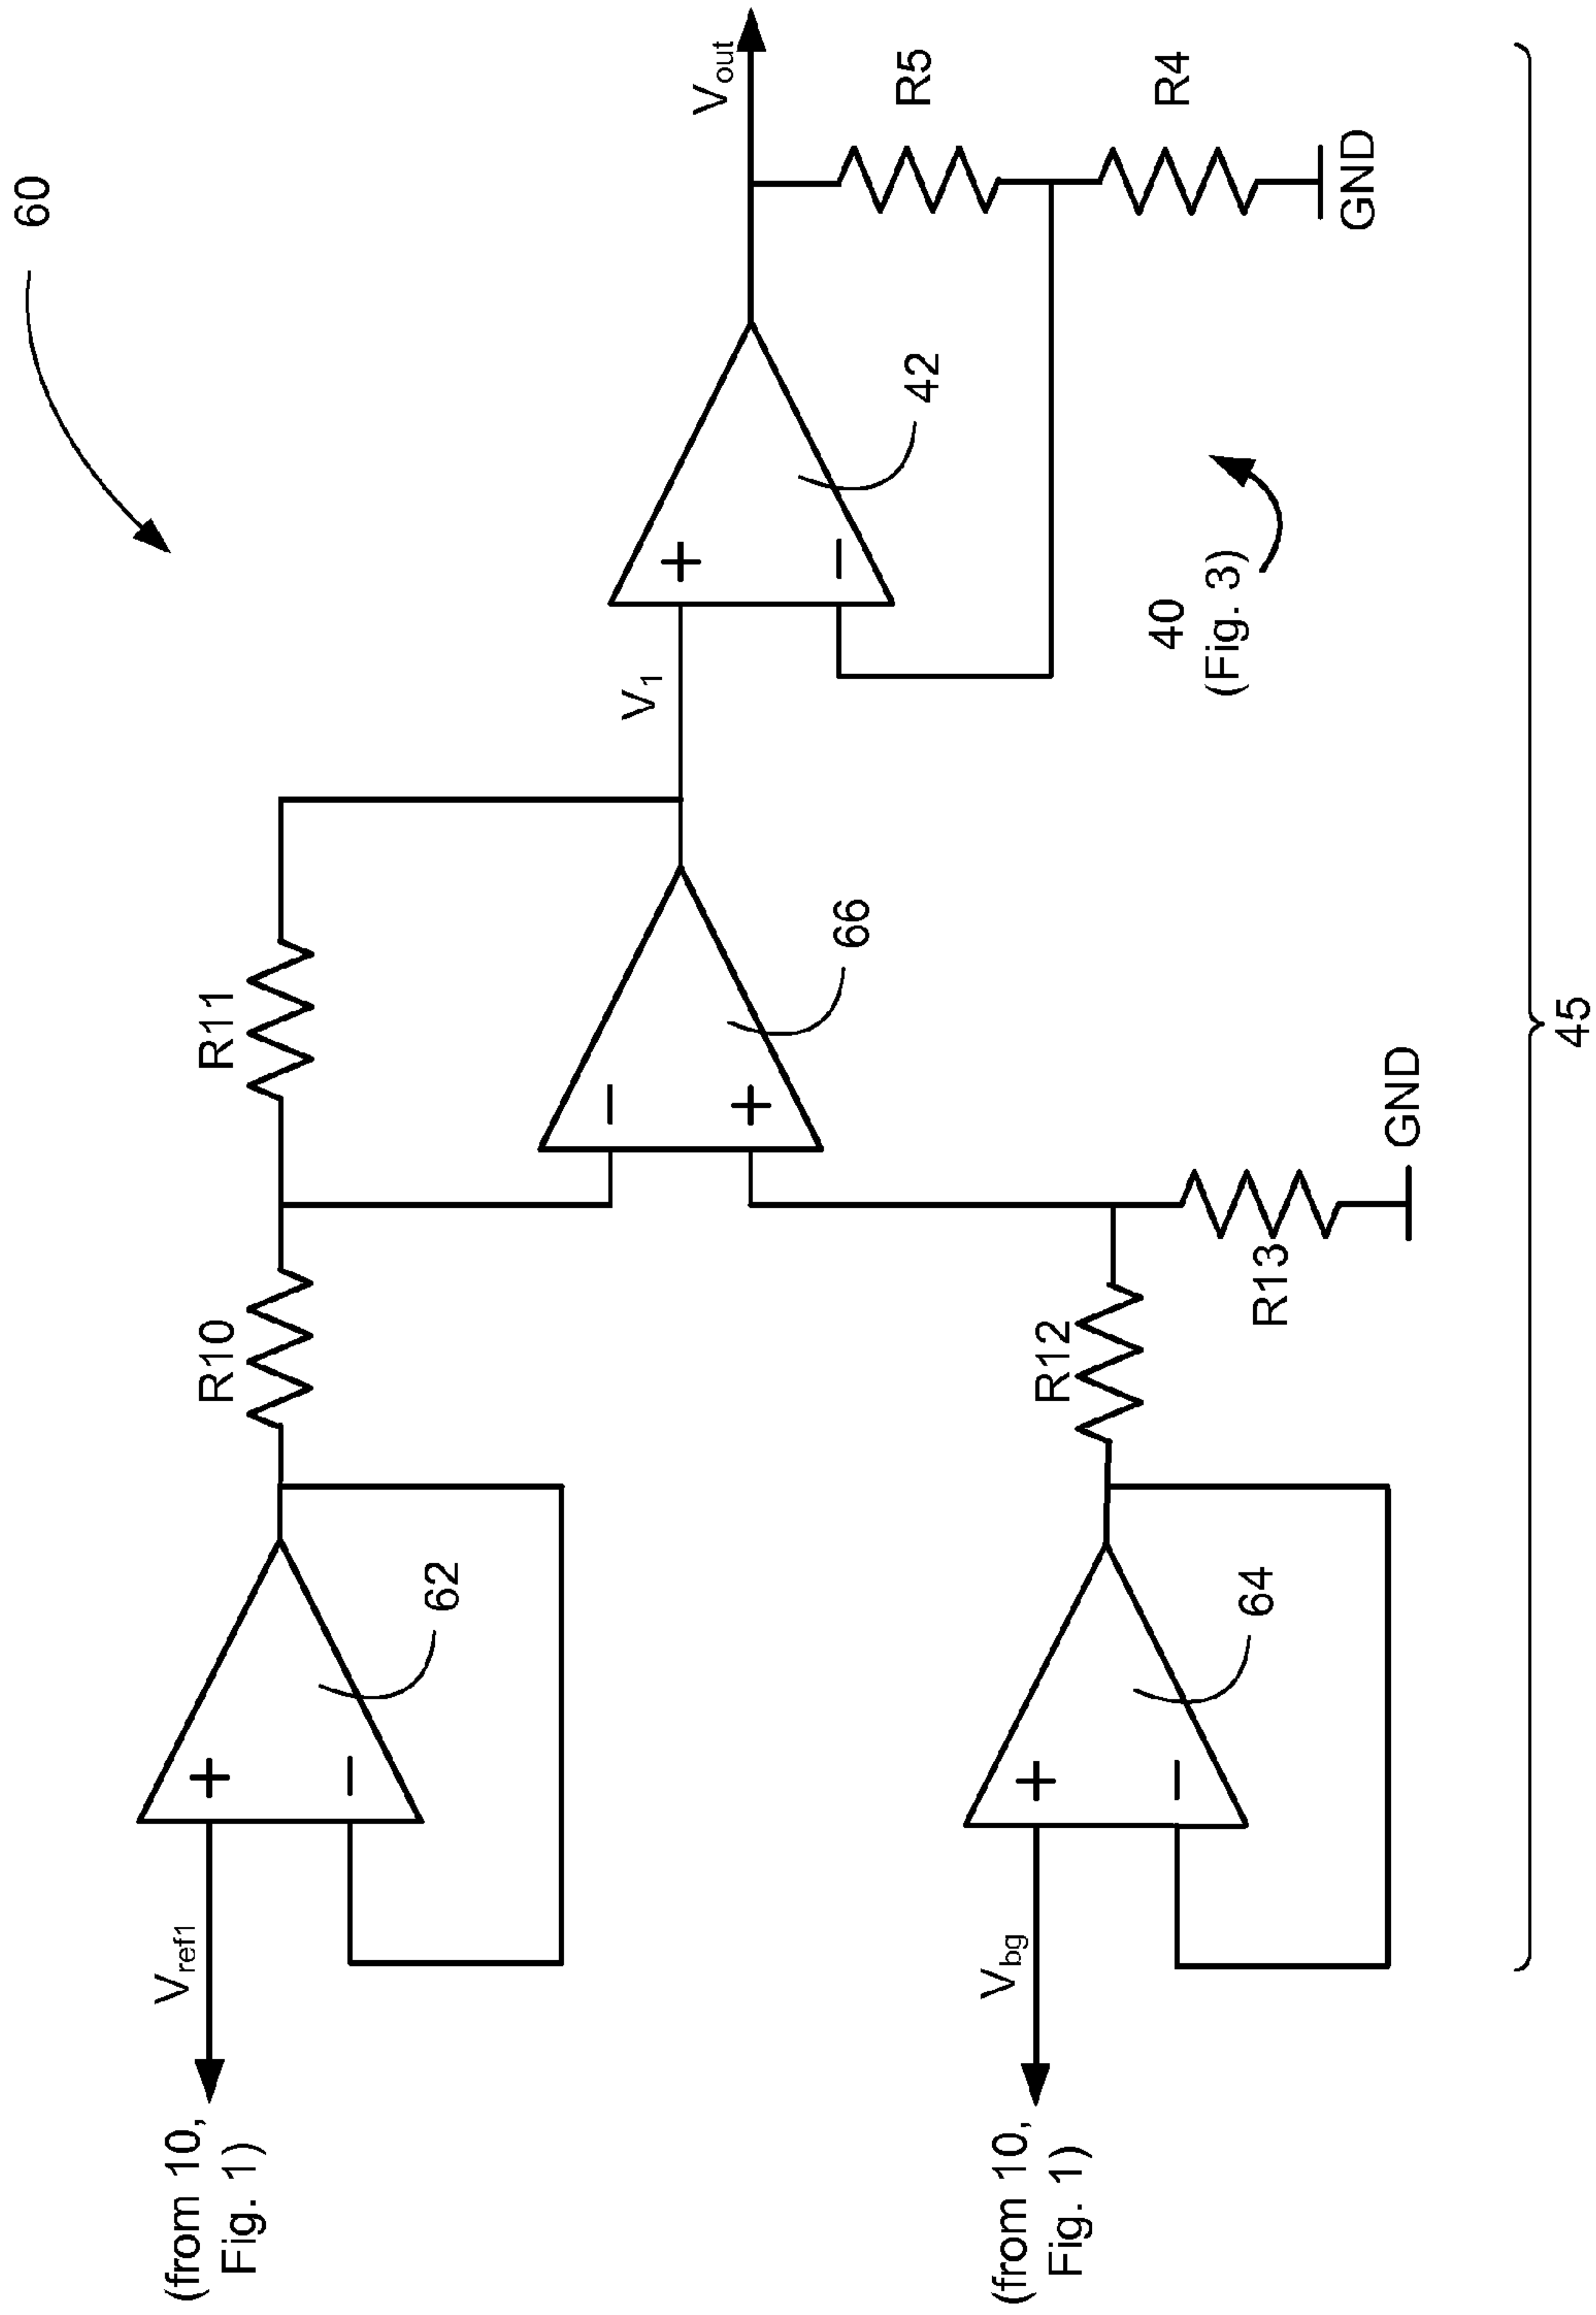 60
(from 10,
Fig. 1)
Vref1
62
R10
R11
(from 10,
Fig. 1)
Vbg
64
R12
R13
GND
66
V1
42
40
(Fig. 3)
Vout
R5
R4
GND
45